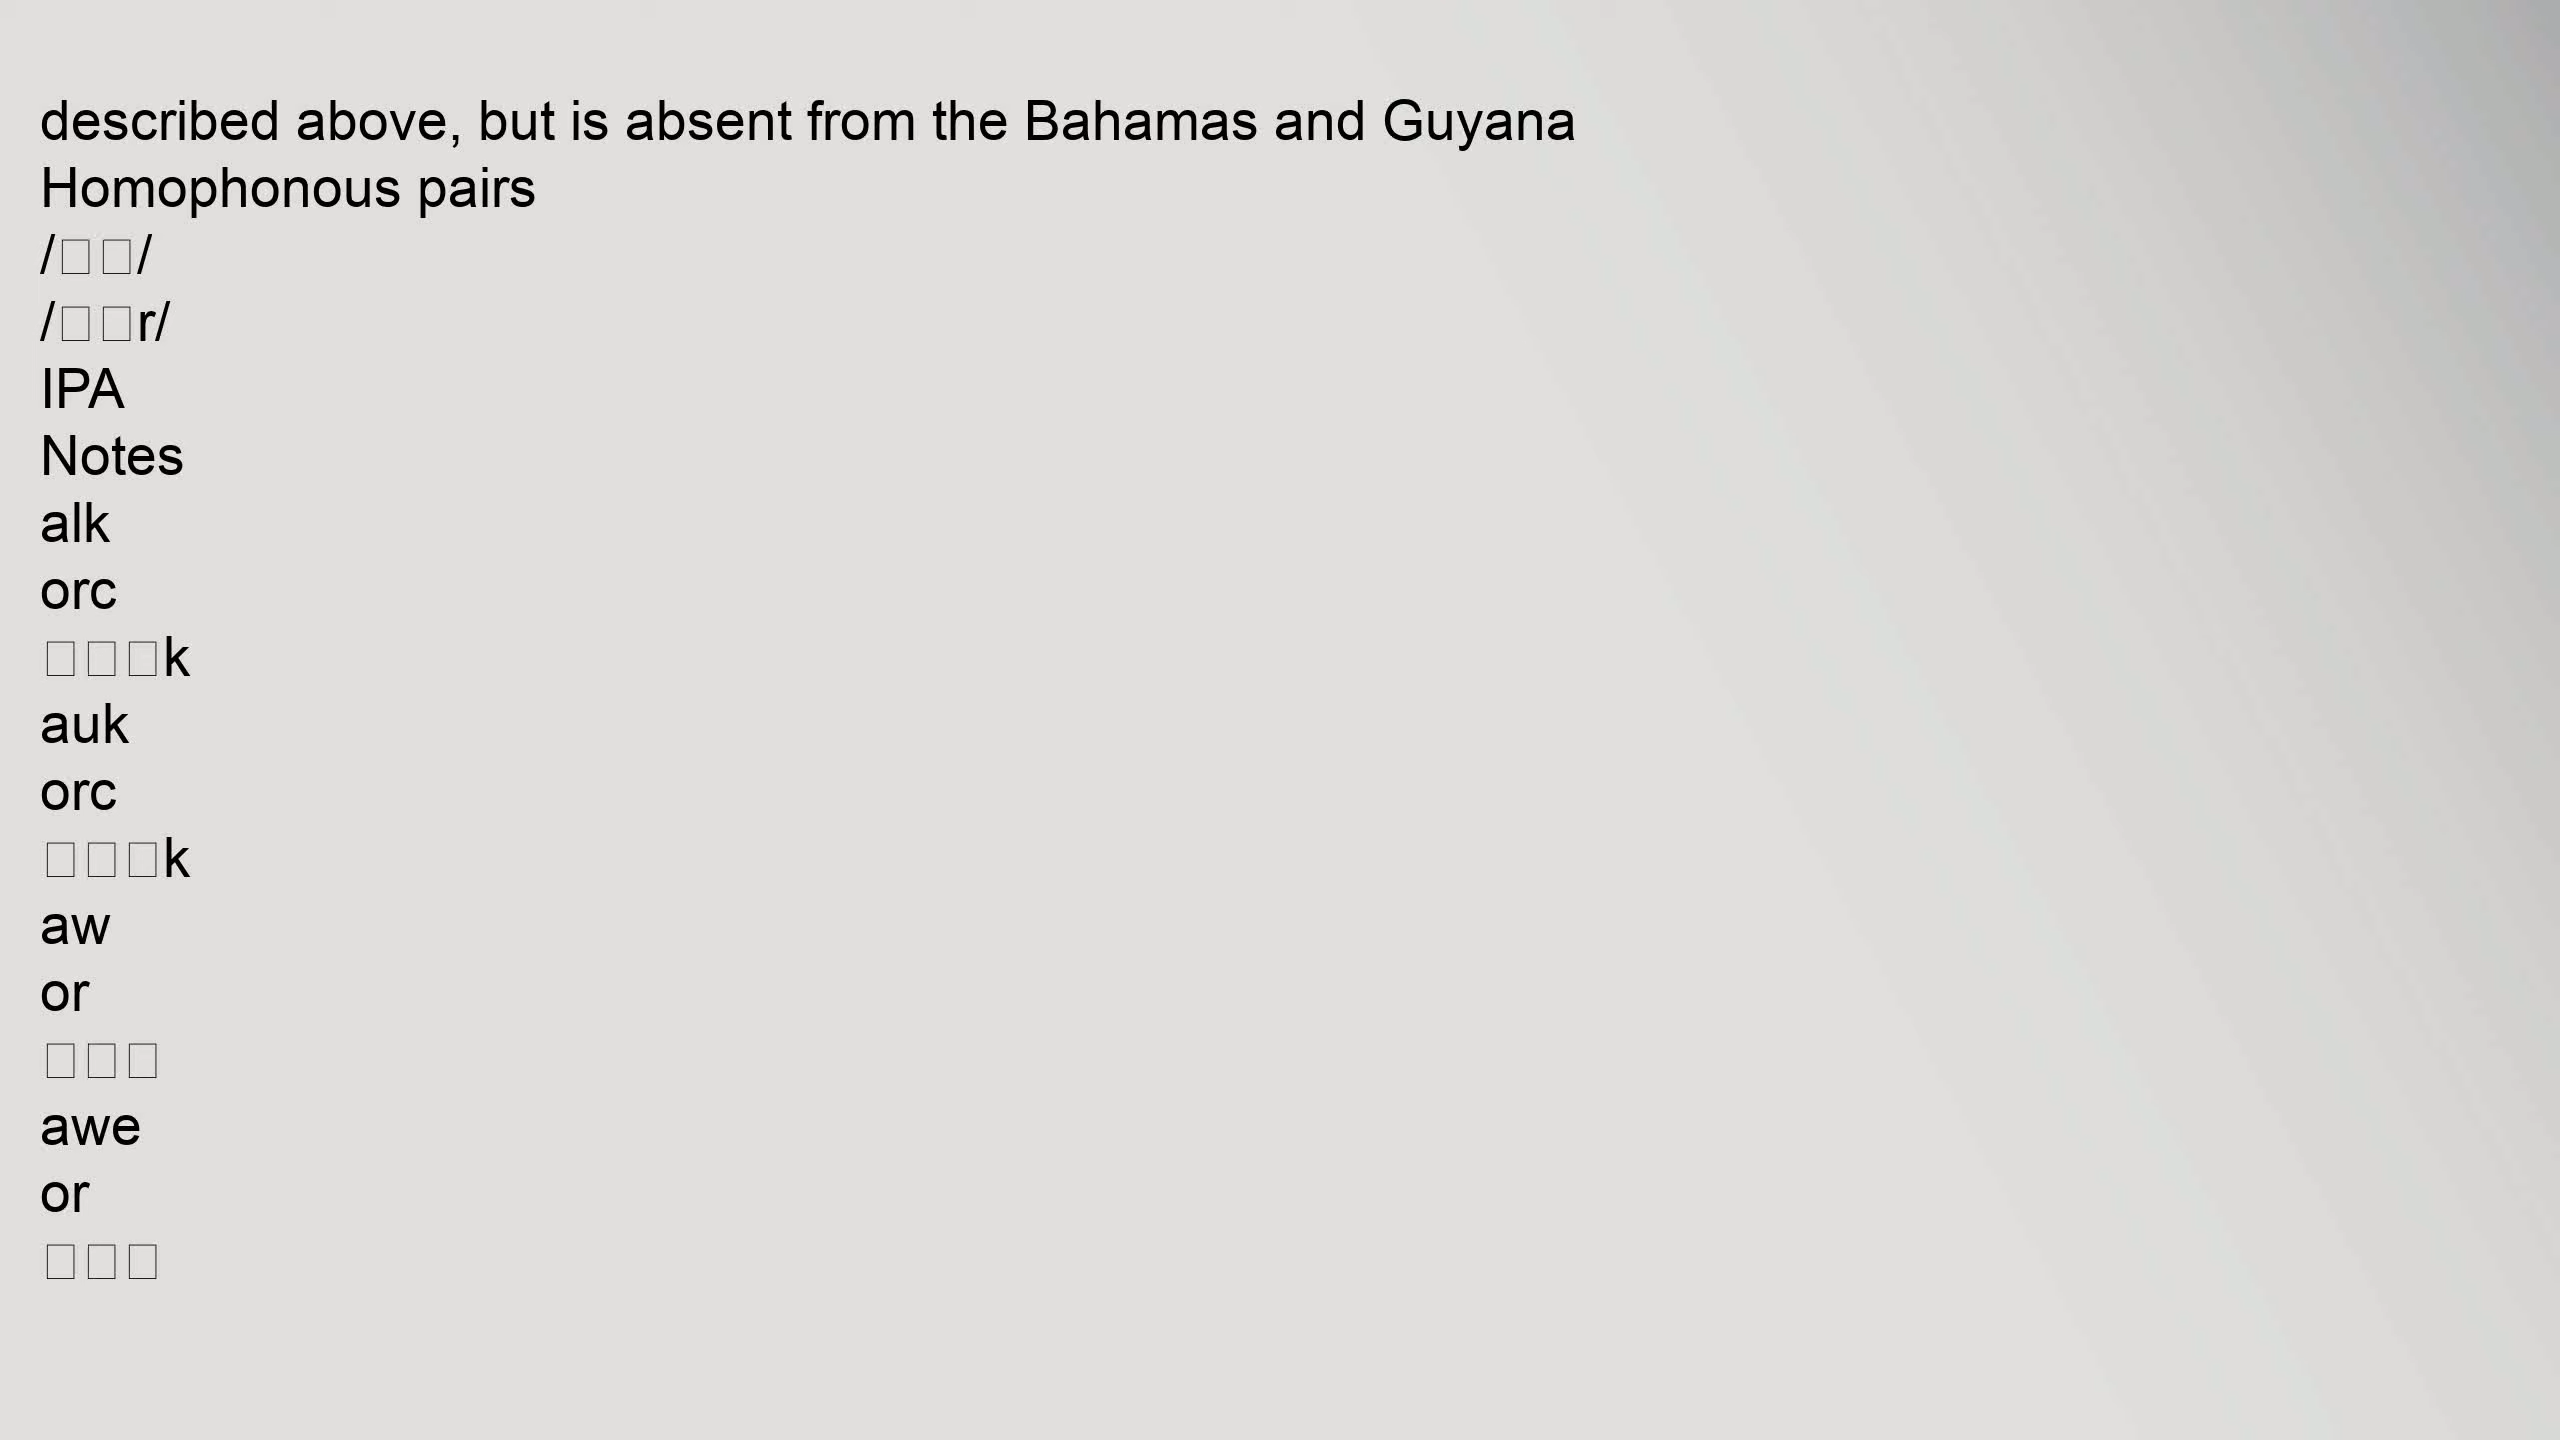 described above, but is absent from the Bahamas and Guyana
Homophonous pairs
/□□/
/□□r/
IPA
Notes
alk
orc
□□□k
auk
orc
□□□k
aw
or
□□□
awe
or
□□□